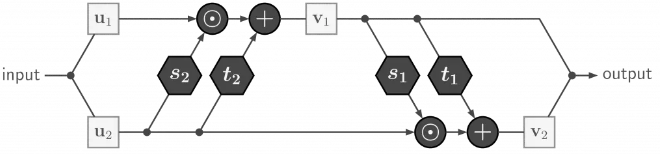 u₁ ⊙ + v₁
s₂ t₂ s₁ t₁
input output
u₂ ⊙ + v₂